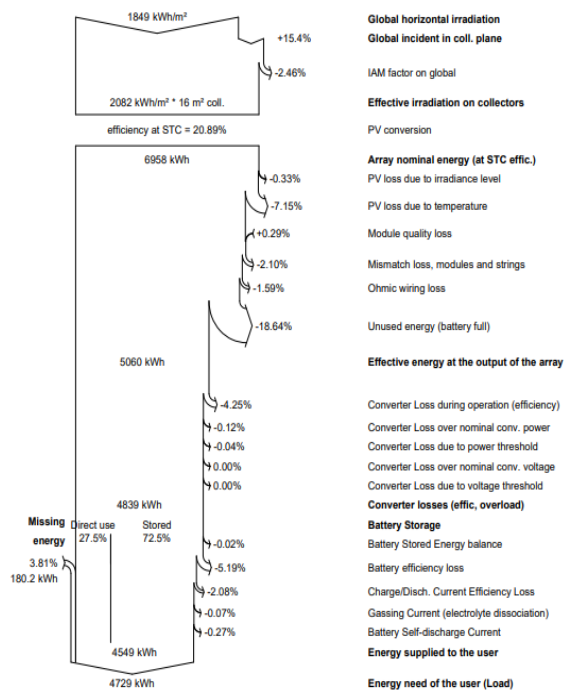 1849 kWh/m² Global horizontal irradiation
+15.4% Global incident in coll. plane
-2.46% IAM factor on global
2082 kWh/m² * 16 m² coll. Effective irradiation on collectors
efficiency at STC = 20.89% PV conversion
6958 kWh Array nominal energy (at STC effic.)
-0.33% PV loss due to irradiance level
-7.15% PV loss due to temperature
+0.29% Module quality loss
-2.10% Mismatch loss, modules and strings
-1.59% Ohmic wiring loss
-18.64% Unused energy (battery full)
5060 kWh Effective energy at the output of the array
-4.25% Converter Loss during operation (efficiency)
-0.12% Converter Loss over nominal conv. power
-0.04% Converter Loss due to power threshold
0.00% Converter Loss over nominal conv. voltage
0.00% Converter Loss due to voltage threshold
4839 kWh Converter losses (effic, overload)
Missing Direct use Stored Battery Storage
energy 27.5% 72.5% -0.02% Battery Stored Energy balance
3.81% -5.19% Battery efficiency loss
180.2 kWh -2.08% Charge/Disch. Current Efficiency Loss
-0.07% Gassing Current (electrolyte dissociation)
-0.27% Battery Self-discharge Current
4549 kWh Energy supplied to the user
4729 kWh Energy need of the user (Load)